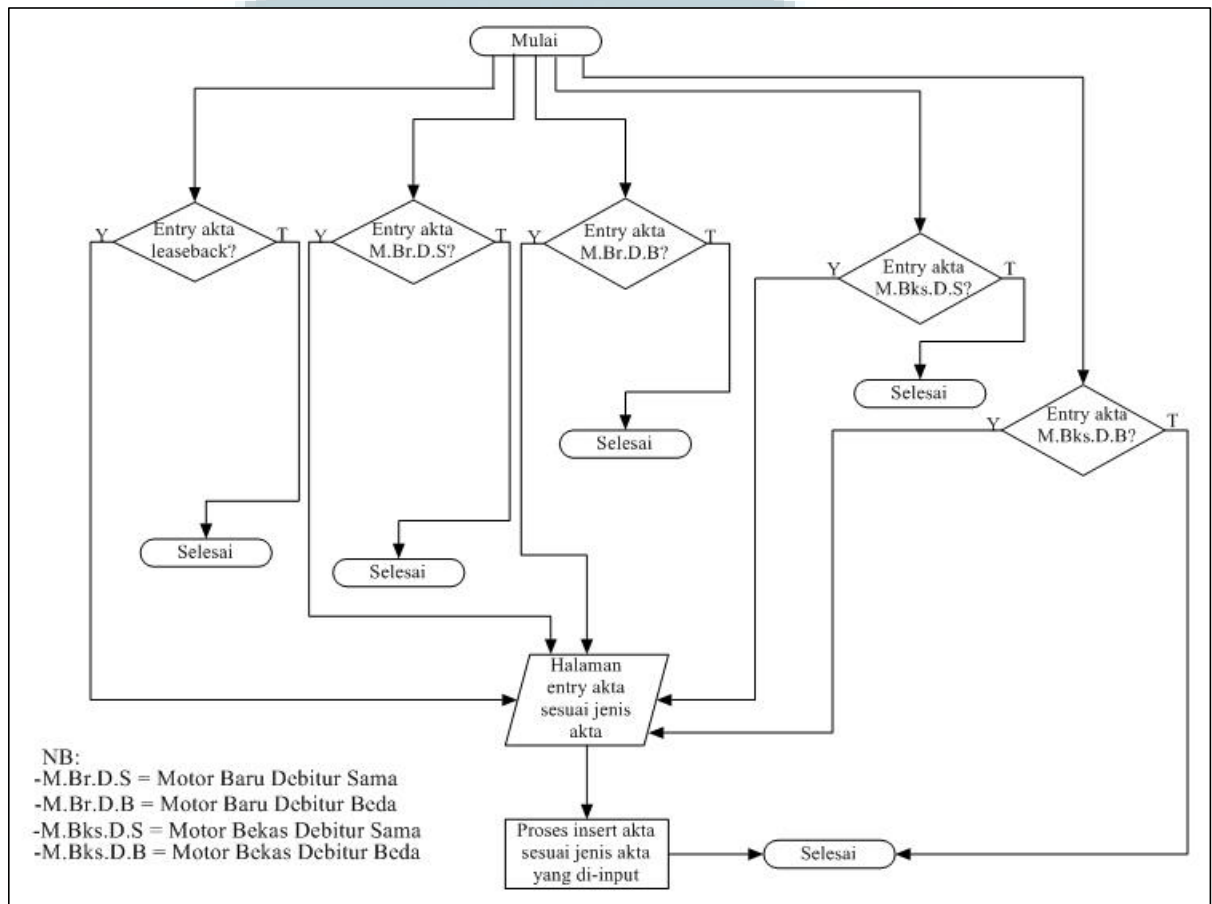 Mulai
Y
Entry akta
leaseback?
T
Y
Entry akta
M.Br.D.S?
T
Y
Entry akta
M.Br.D.B?
T
Y
Entry akta
M.Bks.D.S?
T
Selesai
Y
Entry akta
M.Bks.D.B?
T
Selesai
Selesai
Selesai
Halaman
entry akta
sesuai jenis
akta
NB:
-M.Br.D.S = Motor Baru Debitur Sama
-M.Br.D.B = Motor Baru Debitur Beda
-M.Bks.D.S = Motor Bekas Debitur Sama
-M.Bks.D.B = Motor Bekas Debitur Beda
Proses insert akta
sesuai jenis akta
yang di-input
Selesai